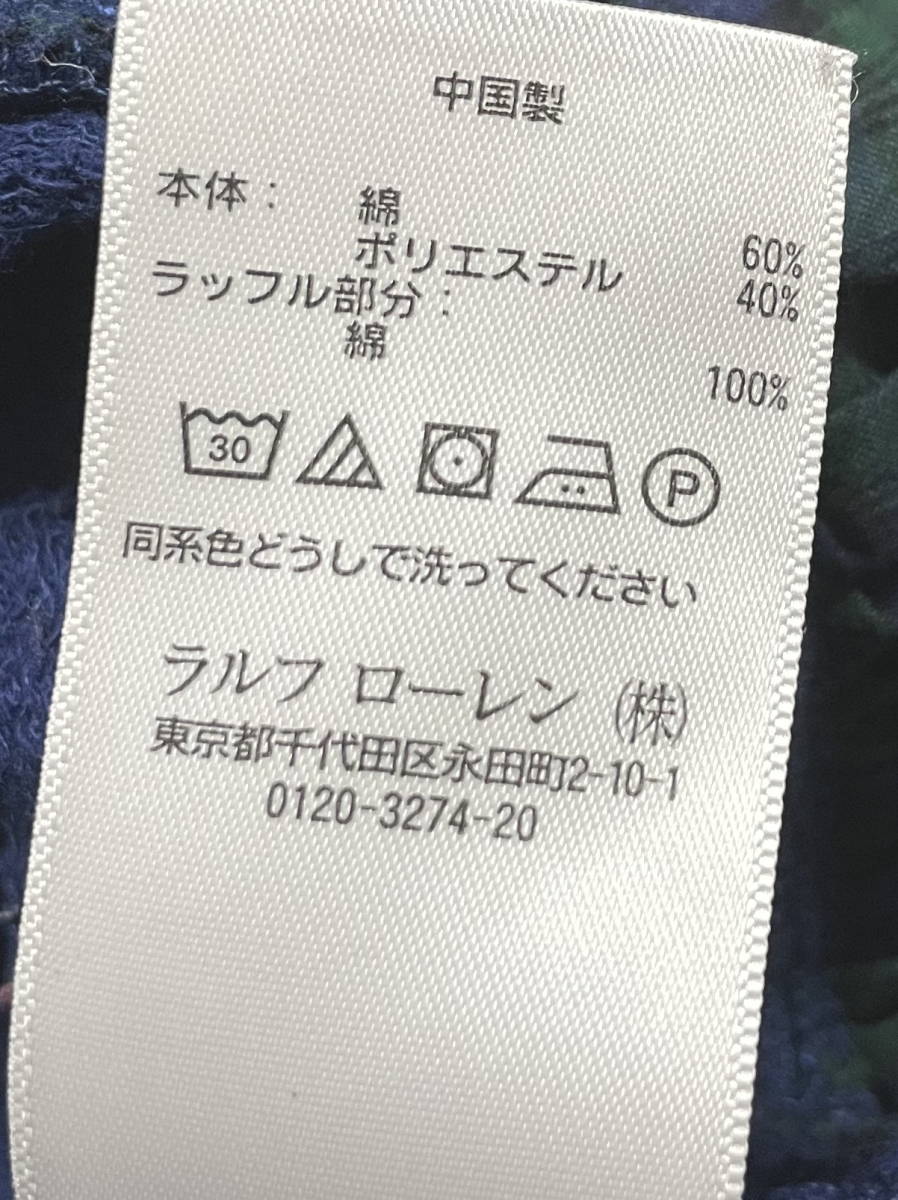 中国製
本体： 綿 60%
ポリエステル 40%
ラッフル部分：
綿 100%
30 P
同系色どうしで洗ってください
ラルフ ローレン (株)
東京都千代田区永田町2-10-1
0120-3274-20